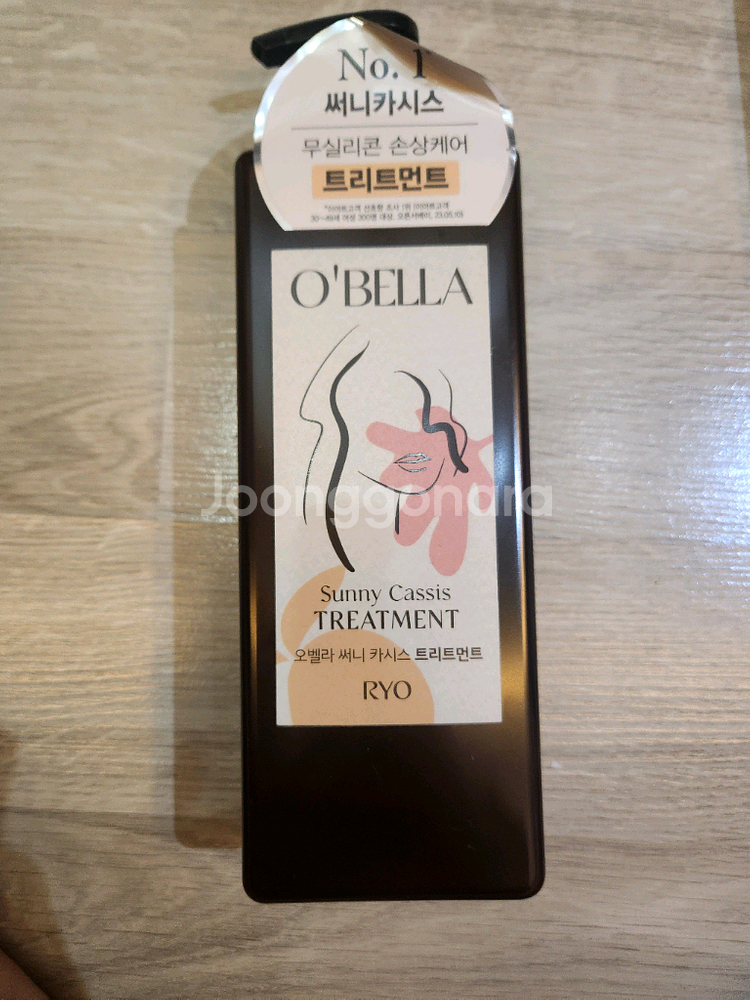 No. 1
써니카시스
무실리콘 손상케어
트리트먼트
O'BELLA
Joonggonara
Sunny Cassis
TREATMENT
오벨라 써니 카시스 트리트먼트
RYO